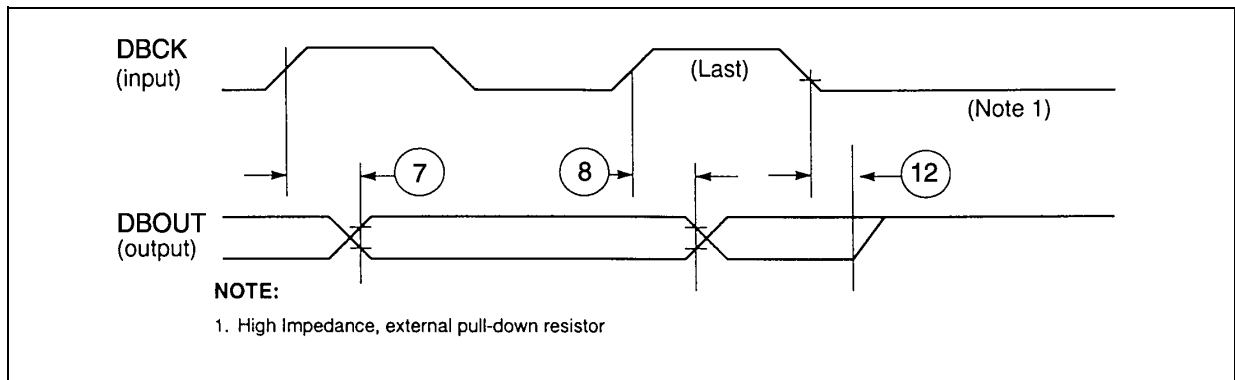 DBCK
(input)
(Last)
(Note 1)
7
8
12
DBOUT
(output)
NOTE:
1. High Impedance, external pull-down resistor